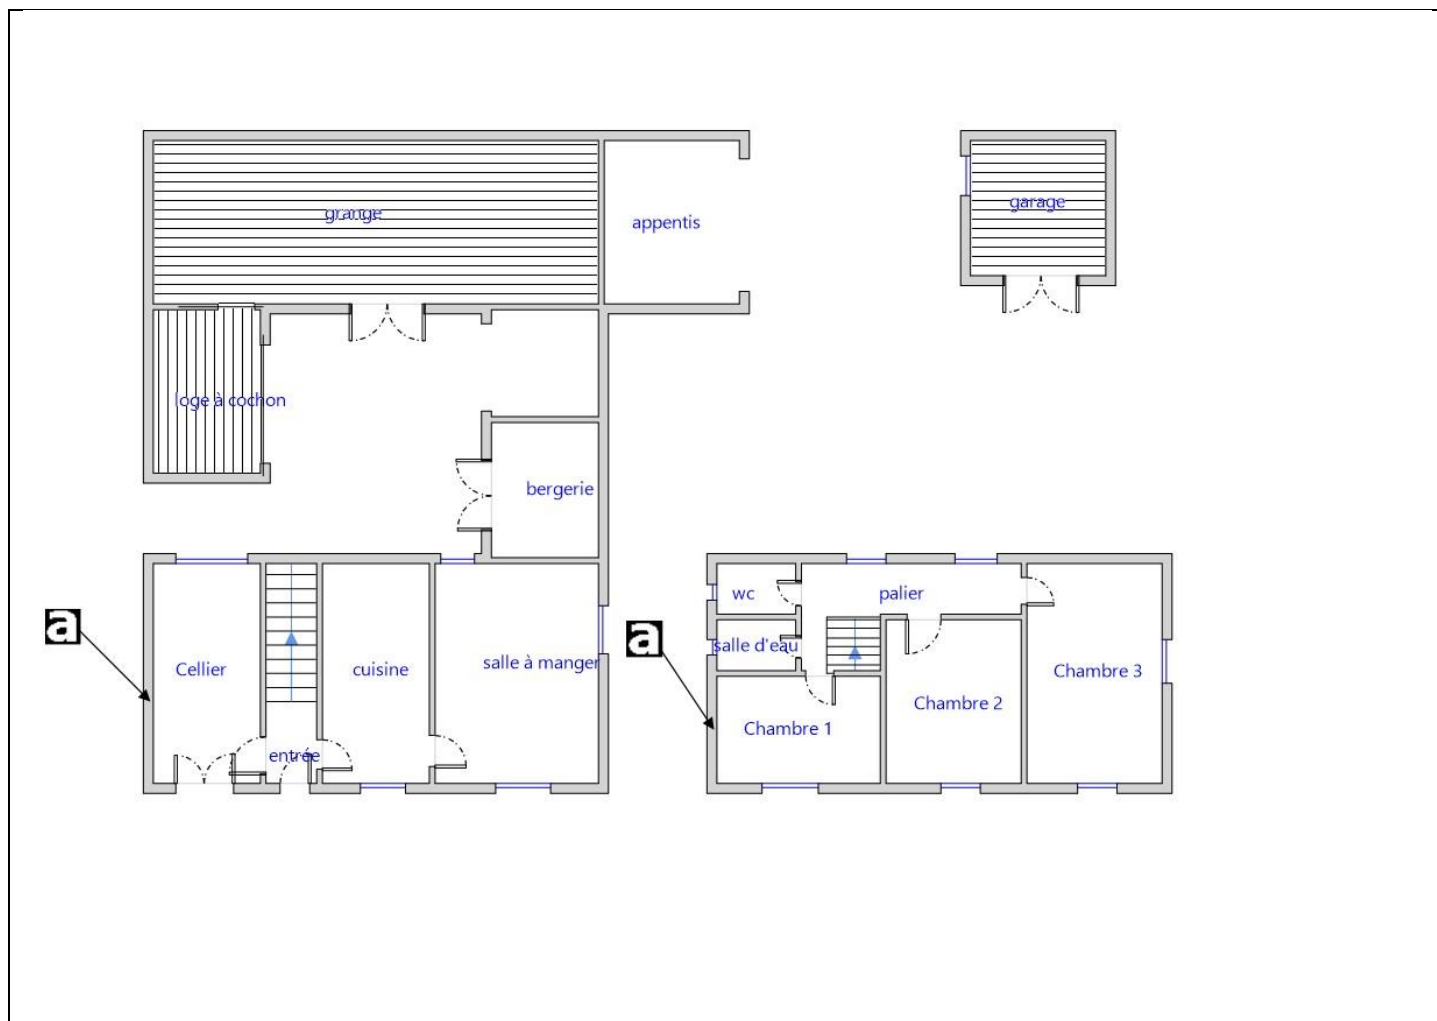 grange
appentis
garage
loge à cochon
bergerie
a
Cellier
entrée
cuisine
salle à manger
a
wc
palier
salle d'eau
Chambre 1
Chambre 2
Chambre 3